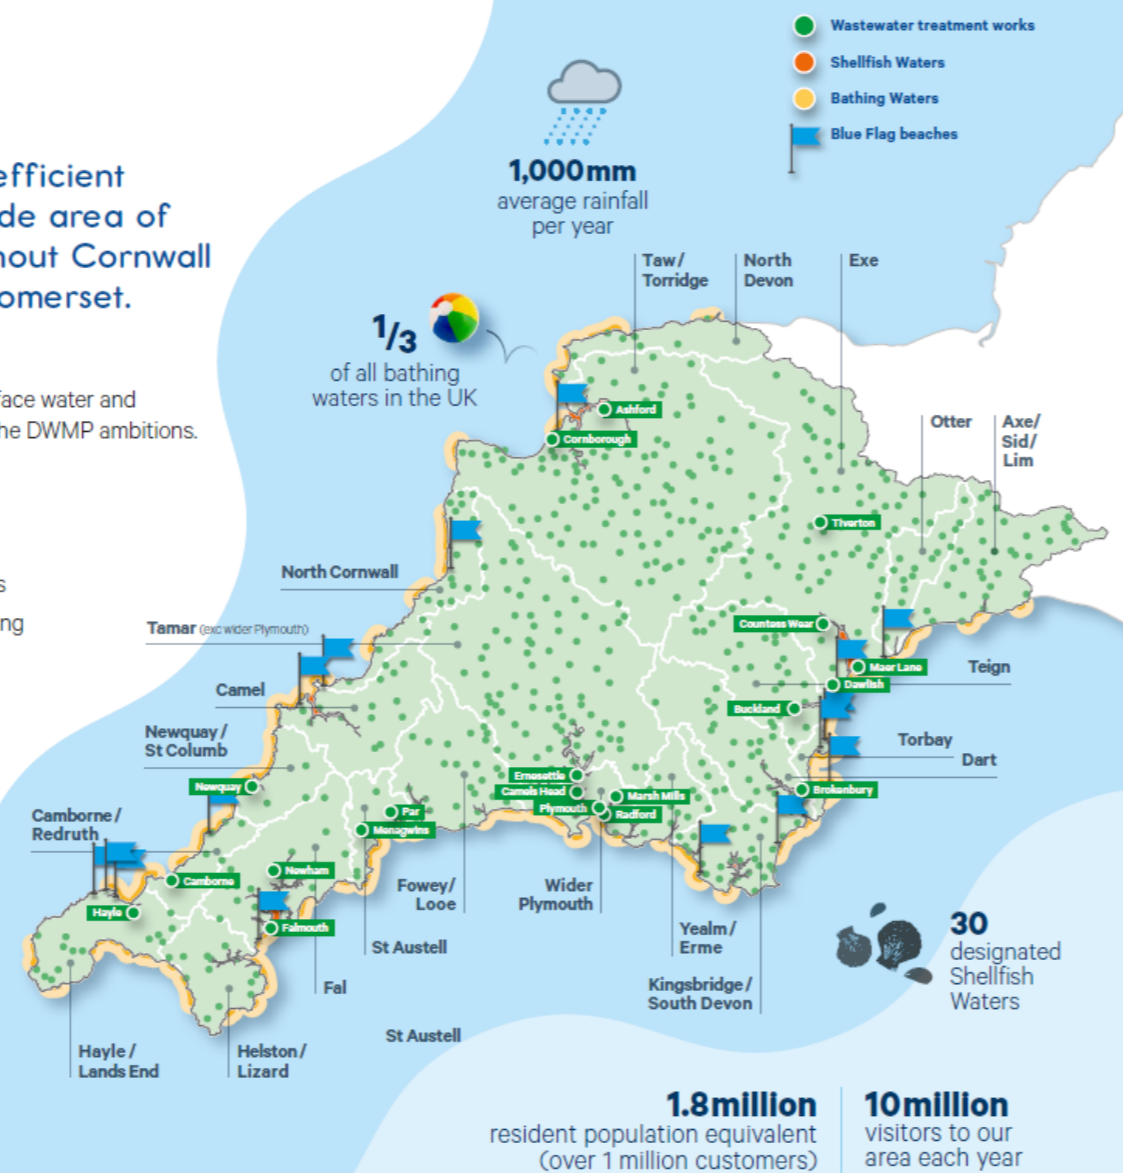 Wastewater treatment works
Shellfish Waters
Bathing Waters
Blue Flag beaches
efficient
de area of
hout Cornwall
omerset.
face water and
he DWMP ambitions.
s
ng
1,000mm
average rainfall
per year
1/3
of all bathing
waters in the UK
Taw/
Torridge
North
Devon
Exe
Otter
Axe/
Sid/
Lim
Ashford
Cornborough
Tiverton
North Cornwall
Tamar (exc wider Plymouth)
Camel
Newquay /
St Columb
Camborne /
Redruth
Countess Wear
Maer Lane
Dawlish
Teign
Buckland
Torbay
Dart
Brokenbury
Newquay
Ernesettle
Camels Head
Plymouth
Marsh Mills
Radford
Par
Menagwins
Camborne
Newham
Hayle
Falmouth
Fowey/
Looe
Wider
Plymouth
St Austell
Yealm /
Erme
Fal
Kingsbridge /
South Devon
St Austell
Hayle /
Lands End
Helston /
Lizard
30
designated
Shellfish
Waters
1.8million
resident population equivalent
(over 1 million customers)
10million
visitors to our
area each year